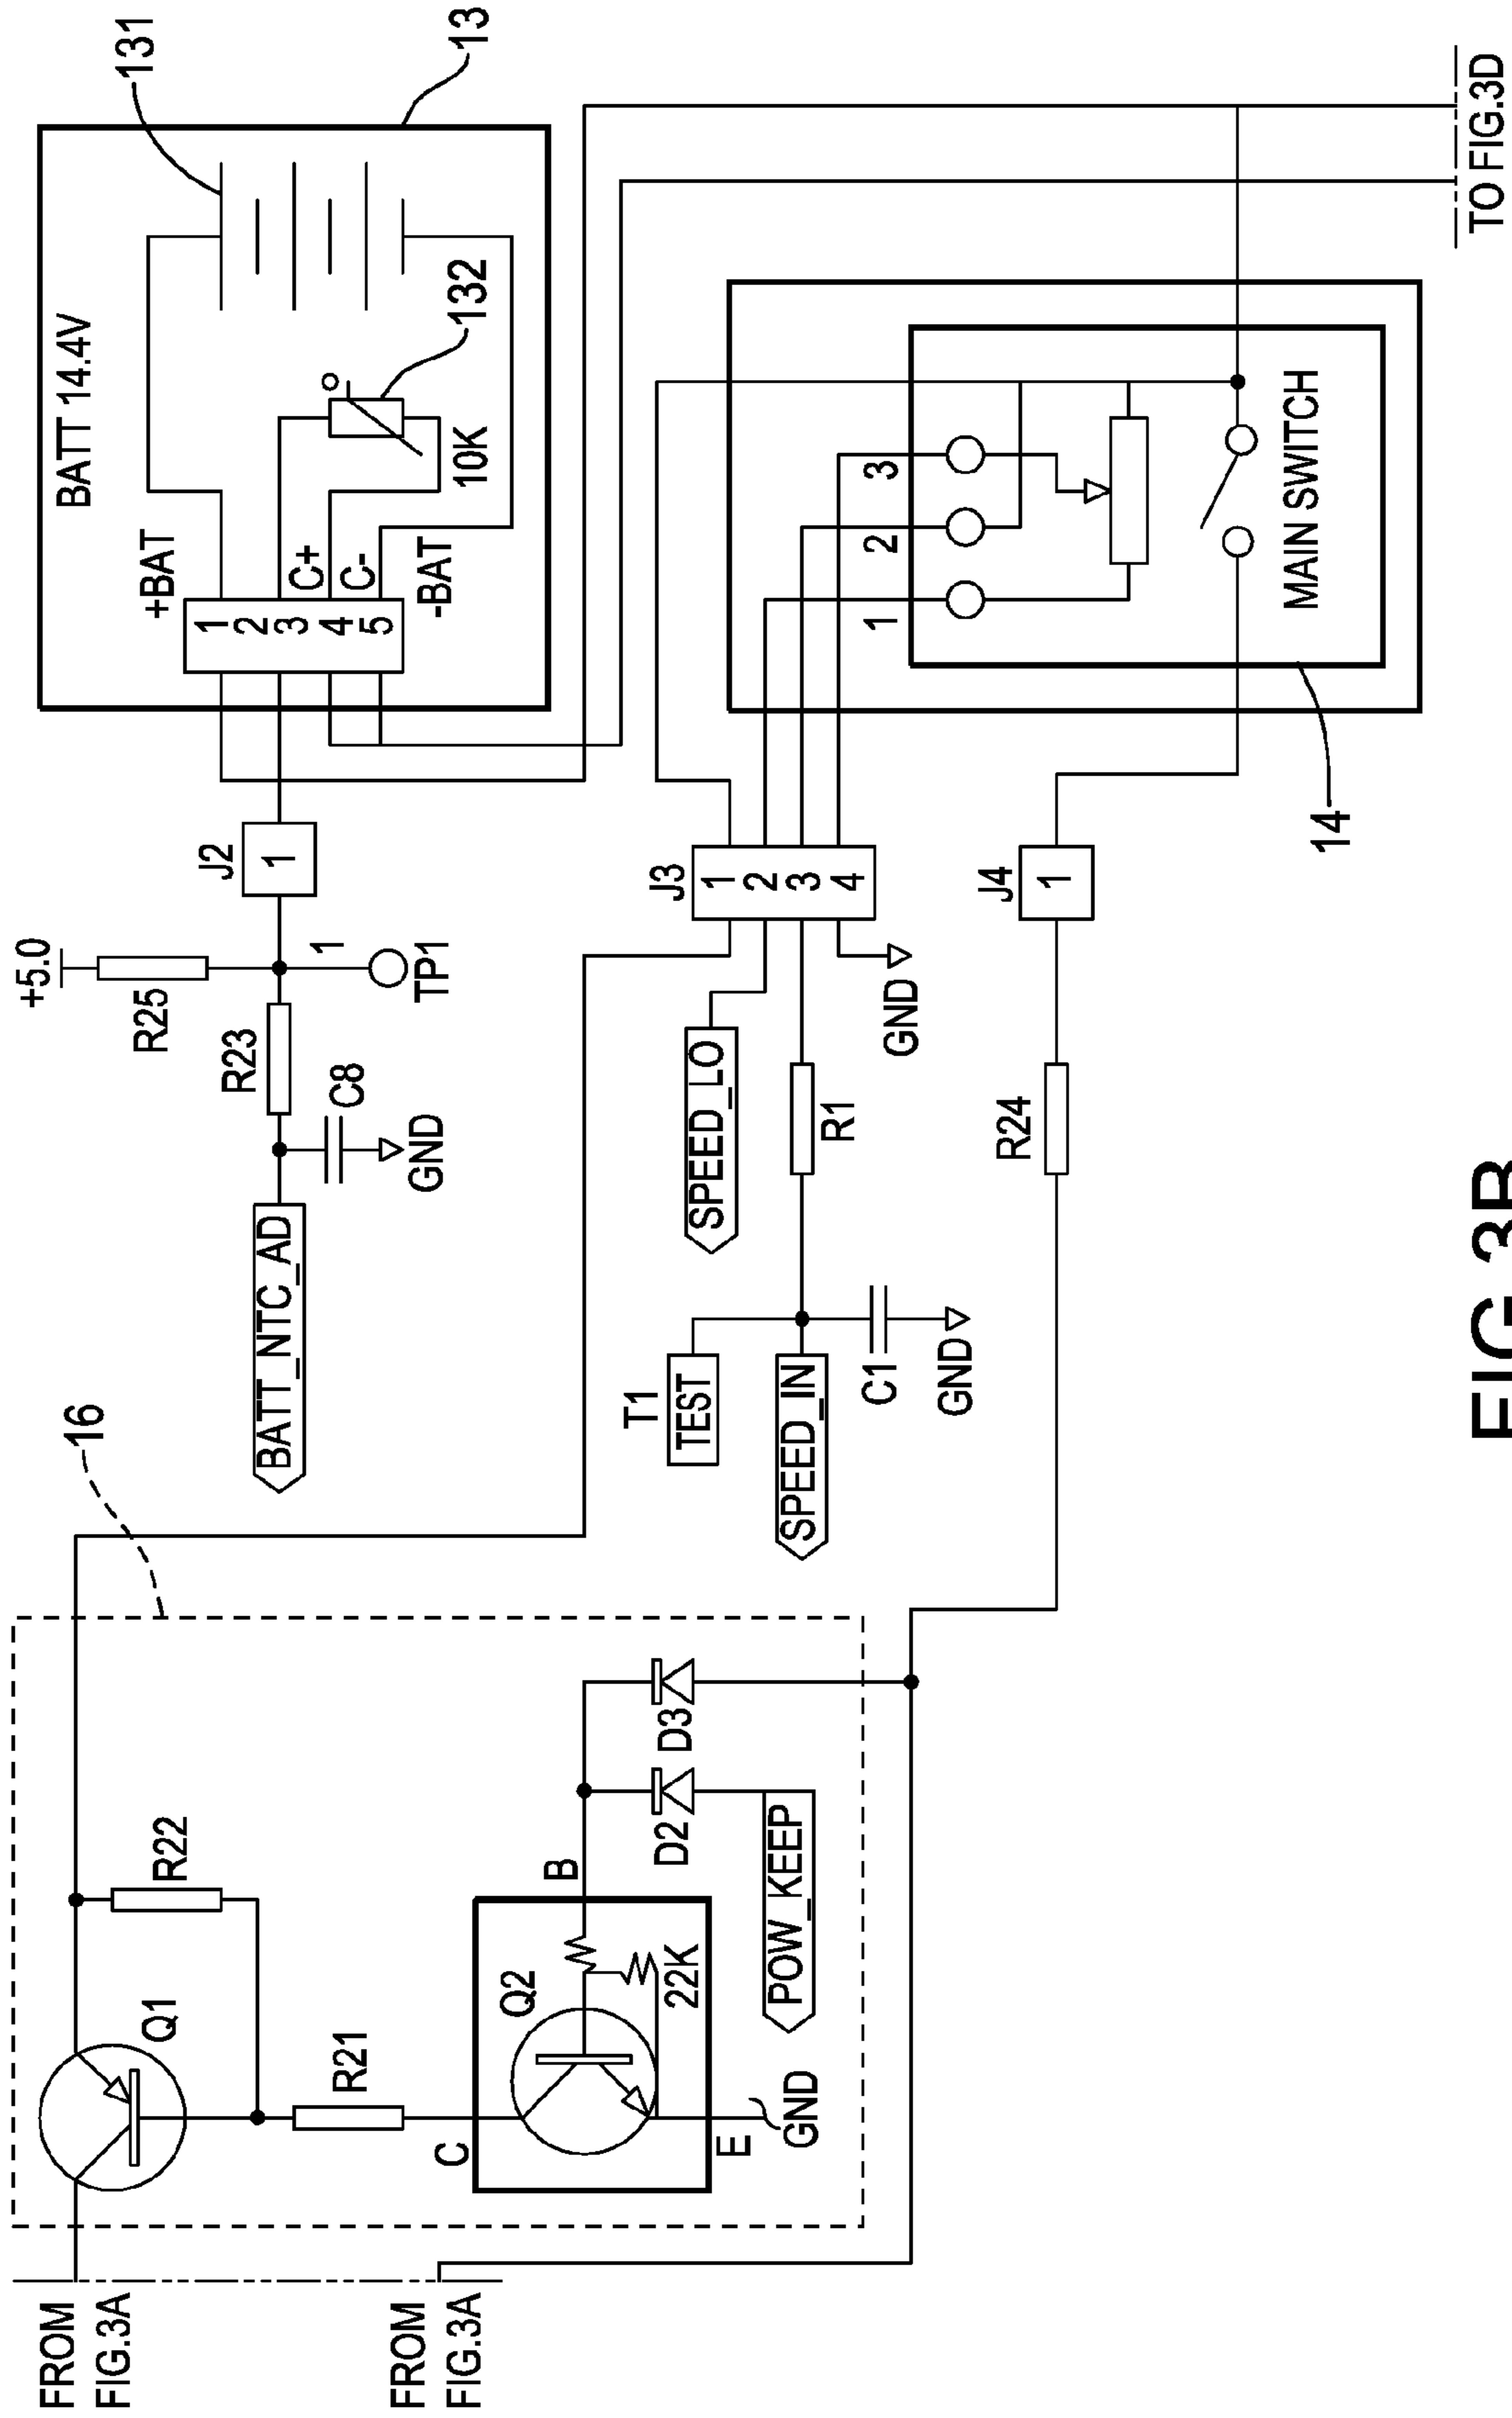 FROM
FIG.3A
FROM
FIG.3A
16
Q1
R22
R21
C
Q2
B
22K
E
GND
D2
D3
POW_KEEP
BATT_NTC_AD
+5.0
R25
R23
C8
GND
1
TP1
J2
1
T1
TEST
SPEED_IN
C1
GND
SPEED_LO
R1
GND
J3
1
2
3
4
R24
J4
1
BATT 14.4V
+BAT
1
2
3
4
5
C+
C-
-BAT
10K
131
132
13
1
2
3
MAIN SWITCH
14
TO FIG.3D
FIG.3B